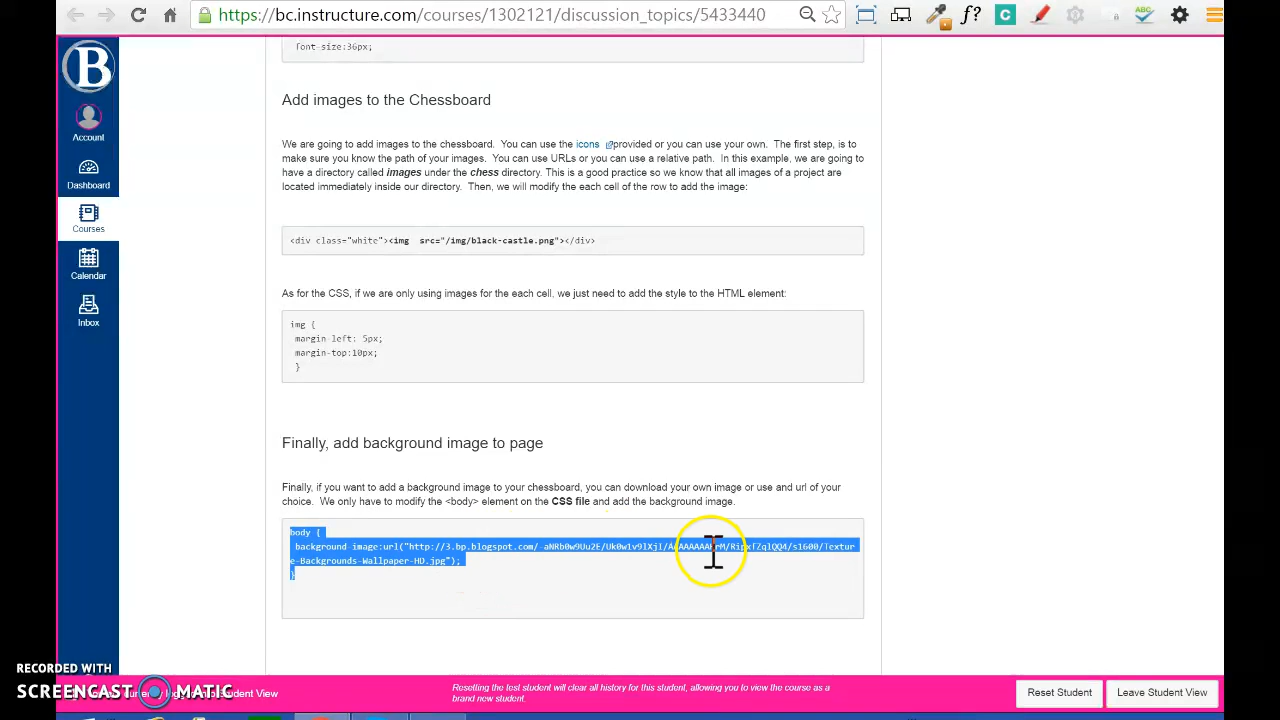 https://bc.instructure.com/courses/1302121/discussion_topics/5433440
f?
C
ABC
B
Account
Dashboard
Courses
Calendar
Inbox
font-size:36px;
Add images to the Chessboard
We are going to add images to the chessboard. You can use the icons provided or you can use your own. The first step, is to
make sure you know the path of your images. You can use URLs or you can use a relative path. In this example, we are going to
have a directory called images under the chess directory. This is a good practice so we know that all images of a project are
located immediately inside our directory. Then, we will modify the each cell of the row to add the image:
<div class="white"><img src="/img/black-castle.png"></div>
As for the CSS, if we are only using images for the each cell, we just need to add the style to the HTML element:
img {
margin-left: 5px;
margin-top:10px;
}
Finally, add background image to page
Finally, if you want to add a background image to your chessboard, you can download your own image or use and url of your
choice. We only have to modify the <body> element on the CSS file and add the background image.
body {
e-Backgrounds-Wallpaper-HD.jpg");
}
RECORDED WITH
SCREENCAST MATIC
Student View
Resetting the test student will clear all history for this student, allowing you to view the course as a
brand new student.
Reset Student
Leave Student View